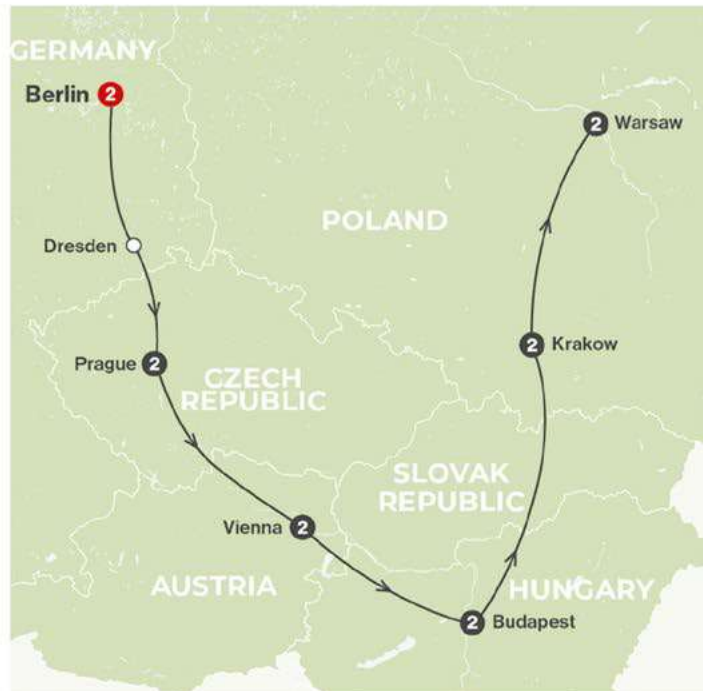 GERMANY
Berlin 2
2 Warsaw
POLAND
Dresden
2 Krakow
Prague 2
CZECH
REPUBLIC
SLOVAK
REPUBLIC
Vienna 2
AUSTRIA
HUNGARY
2 Budapest